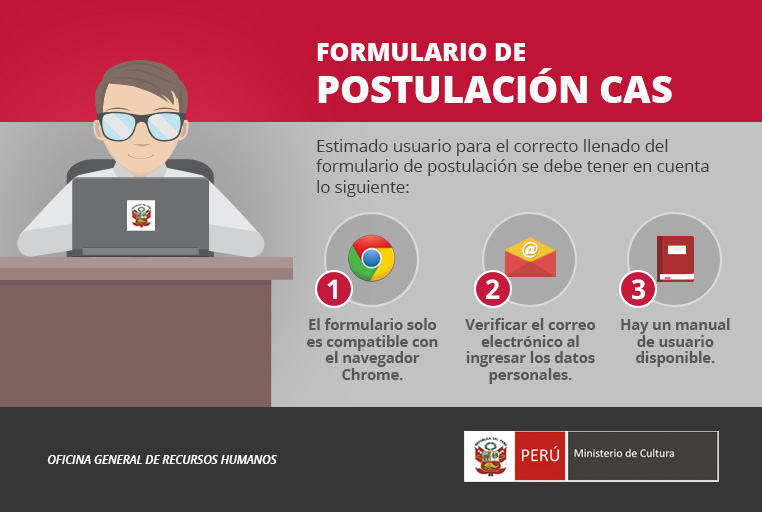 FORMULARIO DE
POSTULACIÓN CAS
Estimado usuario para el correcto llenado del
formulario de postulación se debe tener en cuenta
lo siguiente:
1
El formulario solo
es compatible con
el navegador
Chrome.
@
2
Verificar el correo
electrónico al
ingresar los datos
personales.
3
Hay un manual
de usuario
disponible.
OFICINA GENERAL DE RECURSOS HUMANOS
REPUBLICA DEL PERU
PERÚ
Ministerio de Cultura